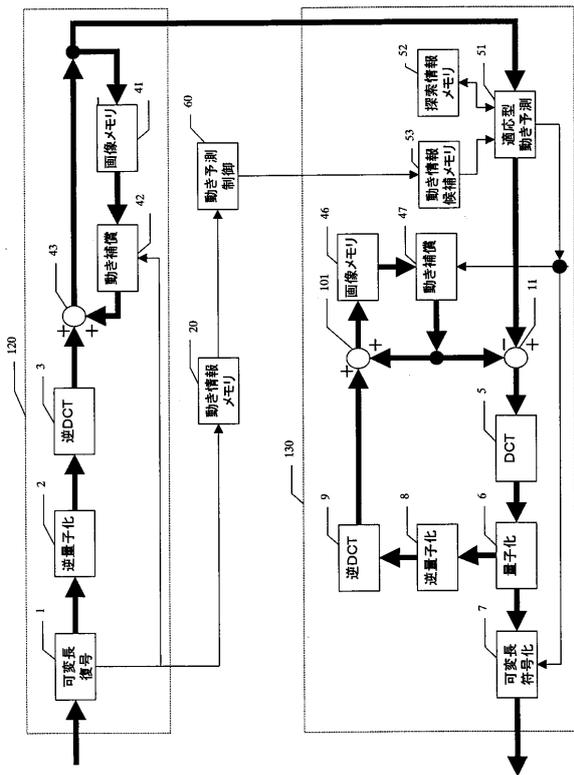 120
1
可変長
復号
2
逆量子化
3
逆DCT
43
+
+
42
動き補償
41
画像メモリ
20
動き情報
メモリ
60
動き予測
制御
130
7
可変長
符号化
6
量子化
5
DCT
8
逆量子化
9
逆DCT
101
+
+
46
画像メモリ
47
動き補償
11
−
+
53
動き情報
候補メモリ
52
探索情報
メモリ
51
適応型
動き予測